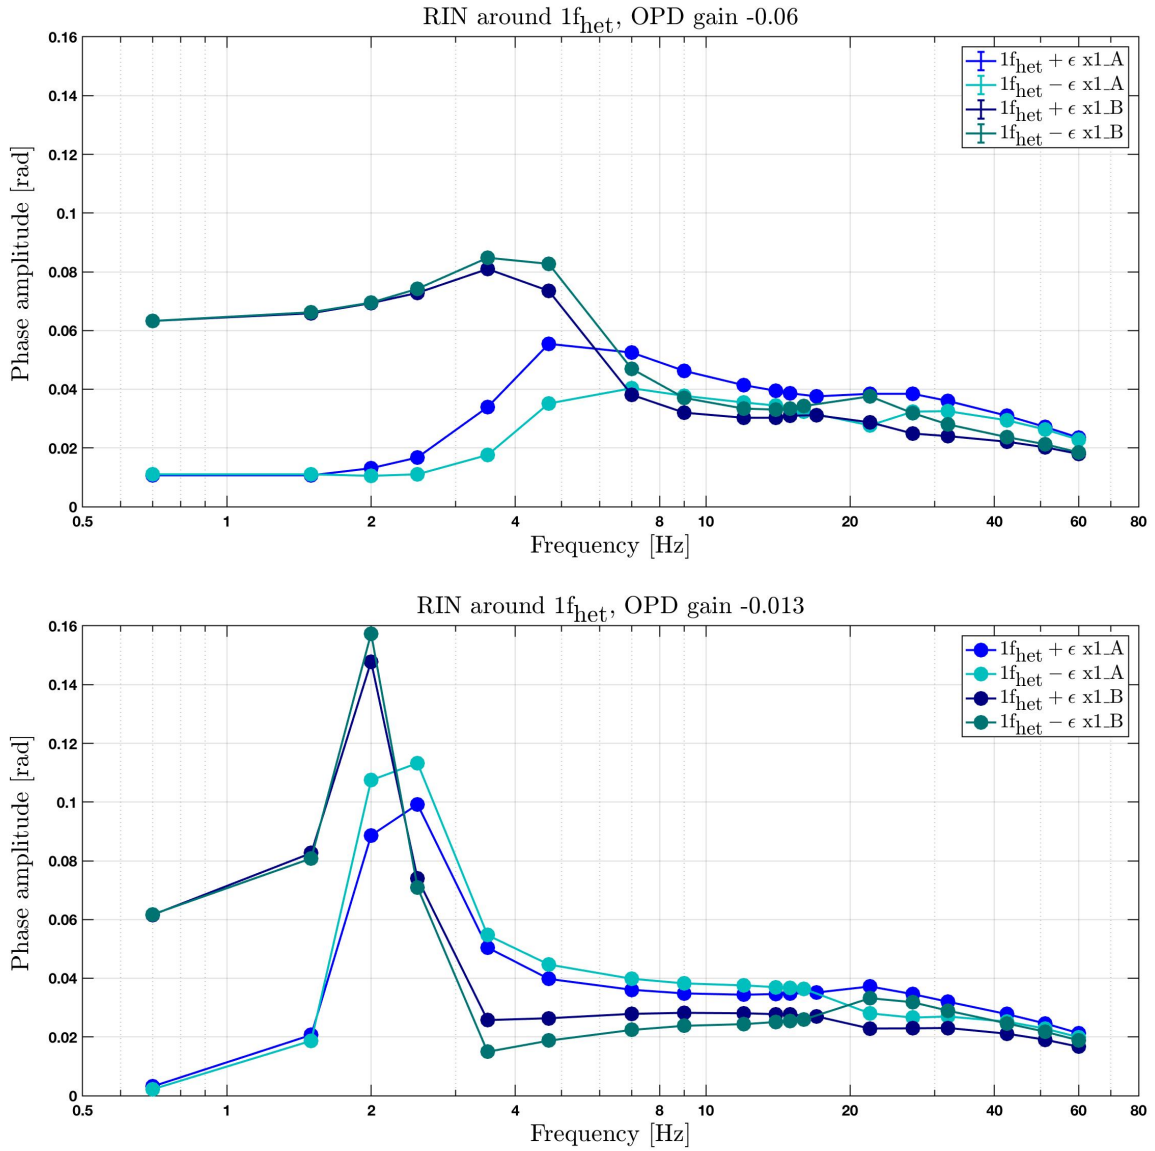 RIN around 1f_het, OPD gain -0.06
0.16
0.14
0.12
0.1
0.08
0.06
0.04
0.02
0
Phase amplitude [rad]
1f_het + ϵ x1_A
1f_het − ϵ x1_A
1f_het + ϵ x1_B
1f_het − ϵ x1_B
0.5 1 2 4 8 10 20 40 60 80
Frequency [Hz]
RIN around 1f_het, OPD gain -0.013
0.16
0.14
0.12
0.1
0.08
0.06
0.04
0.02
0
Phase amplitude [rad]
1f_het + ϵ x1_A
1f_het − ϵ x1_A
1f_het + ϵ x1_B
1f_het − ϵ x1_B
0.5 1 2 4 8 10 20 40 60 80
Frequency [Hz]